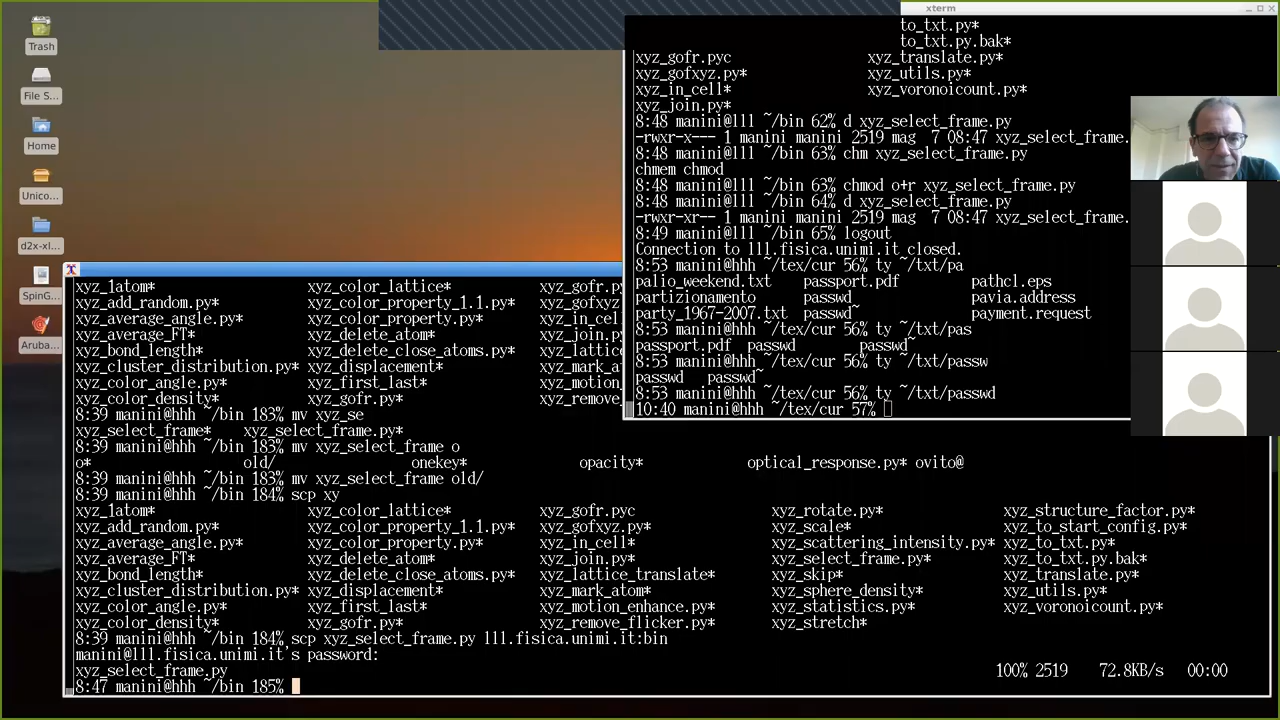 Trash
File S...
Home
Unico...
d2x-xl...
SpinG...
Aruba...
xterm
to_txt.py*
to_txt.py.bak*
xyz_gofr.pyc xyz_translate.py*
xyz_gofxyz.py* xyz_utils.py*
xyz_in_cell* xyz_voronoicount.py*
xyz_join.py*
8:48 manini@lll ~/bin 62% d xyz_select_frame.py
-rwxr-x--- 1 manini manini 2519 mag 7 08:47 xyz_select_frame.
8:48 manini@lll ~/bin 63% chm xyz_select_frame.py
chmem chmod
8:48 manini@lll ~/bin 63% chmod o+r xyz_select_frame.py
8:48 manini@lll ~/bin 64% d xyz_select_frame.py
-rwxr-xr-- 1 manini manini 2519 mag 7 08:47 xyz_select_frame.
8:49 manini@lll ~/bin 65% logout
Connection to lll.fisica.unimi.it closed.
8:53 manini@hhh ~/tex/cur 56% ty ~/txt/pa
palio_weekend.txt passport.pdf pathcl.eps
partizionamento passwd pavia.address
party_1967-2007.txt passwd~ payment.request
8:53 manini@hhh ~/tex/cur 56% ty ~/txt/pas
passport.pdf passwd passwd~
8:53 manini@hhh ~/tex/cur 56% ty ~/txt/passw
passwd passwd~
8:53 manini@hhh ~/tex/cur 56% ty ~/txt/passwd
10:40 manini@hhh ~/tex/cur 57%
xyz_1atom* xyz_color_lattice* xyz_gofr.py
xyz_add_random.py* xyz_color_property_1.1.py* xyz_gofxyz
xyz_average_angle.py* xyz_color_property.py* xyz_in_cel
xyz_average_FT* xyz_delete_atom* xyz_join.p
xyz_bond_length* xyz_delete_close_atoms.py* xyz_lattic
xyz_cluster_distribution.py* xyz_displacement* xyz_mark_a
xyz_color_angle.py* xyz_first_last* xyz_motion
xyz_color_density* xyz_gofr.py* xyz_remove
8:39 manini@hhh ~/bin 183% mv xyz_se
xyz_select_frame* xyz_select_frame.py*
8:39 manini@hhh ~/bin 183% mv xyz_select_frame o
o* old/ onekey* opacity* optical_response.py* ovito@
8:39 manini@hhh ~/bin 183% mv xyz_select_frame old/
8:39 manini@hhh ~/bin 184% scp xy
xyz_1atom* xyz_color_lattice* xyz_gofr.pyc xyz_rotate.py* xyz_structure_factor.py*
xyz_add_random.py* xyz_color_property_1.1.py* xyz_gofxyz.py* xyz_scale* xyz_to_start_config.py*
xyz_average_angle.py* xyz_color_property.py* xyz_in_cell* xyz_scattering_intensity.py* xyz_to_txt.py*
xyz_average_FT* xyz_delete_atom* xyz_join.py* xyz_select_frame.py* xyz_to_txt.py.bak*
xyz_bond_length* xyz_delete_close_atoms.py* xyz_lattice_translate* xyz_skip* xyz_translate.py*
xyz_cluster_distribution.py* xyz_displacement* xyz_mark_atom* xyz_sphere_density* xyz_utils.py*
xyz_color_angle.py* xyz_first_last* xyz_motion_enhance.py* xyz_statistics.py* xyz_voronoicount.py*
xyz_color_density* xyz_gofr.py* xyz_remove_flicker.py* xyz_stretch*
8:39 manini@hhh ~/bin 184% scp xyz_select_frame.py lll.fisica.unimi.it:bin
manini@lll.fisica.unimi.it's password:
xyz_select_frame.py 100% 2519 72.8KB/s 00:00
8:47 manini@hhh ~/bin 185%